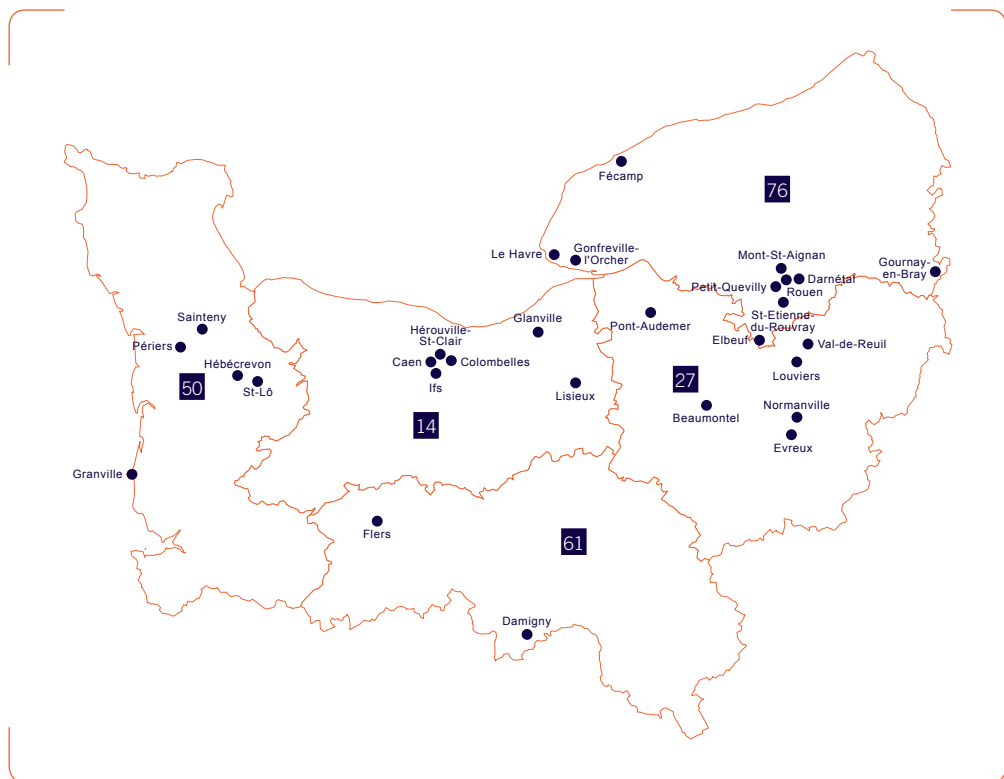 Fécamp
76
Le Havre
Gonfreville-
l'Orcher
Mont-St-Aignan
Darnétal
Gournay-
en-Bray
Petit-Quevilly
Rouen
St-Etienne-
du-Rouvray
Pont-Audemer
Elbeuf
Val-de-Reuil
Louviers
27
Beaumontel
Normanville
Evreux
Sainteny
Périers
Hébécrevon
St-Lô
50
Granville
Hérouville-
St-Clair
Caen
Colombelles
Ifs
Glanville
Lisieux
14
Flers
61
Damigny